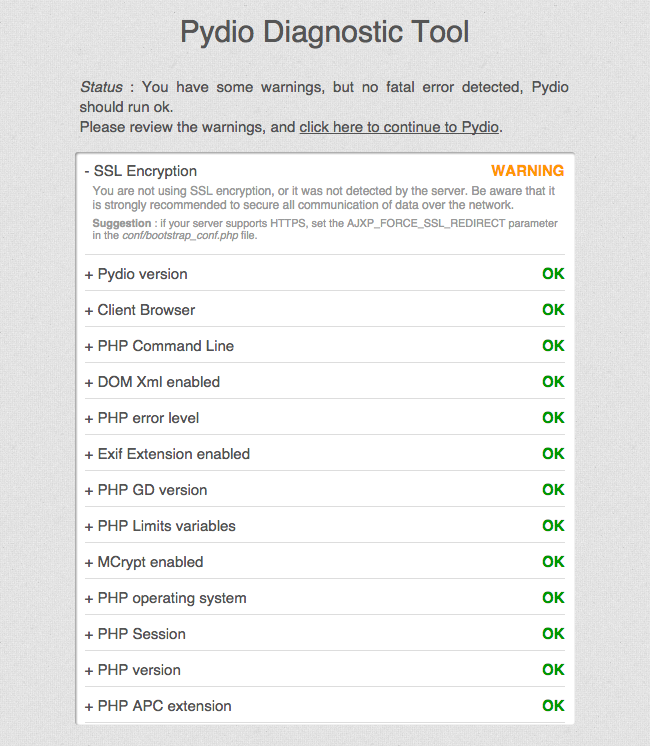 Pydio Diagnostic Tool
Status : You have some warnings, but no fatal error detected, Pydio
should run ok.
Please review the warnings, and click here to continue to Pydio.
- SSL Encryption WARNING
You are not using SSL encryption, or it was not detected by the server. Be aware that it
is strongly recommended to secure all communication of data over the network.
Suggestion : if your server supports HTTPS, set the AJXP_FORCE_SSL_REDIRECT parameter
in the conf/bootstrap_conf.php file.
+ Pydio version OK
+ Client Browser OK
+ PHP Command Line OK
+ DOM Xml enabled OK
+ PHP error level OK
+ Exif Extension enabled OK
+ PHP GD version OK
+ PHP Limits variables OK
+ MCrypt enabled OK
+ PHP operating system OK
+ PHP Session OK
+ PHP version OK
+ PHP APC extension OK